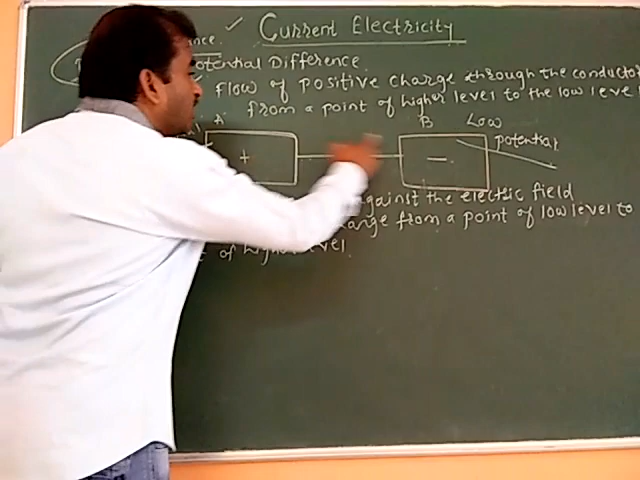 ✓ Current Electricity
Potential Difference.
✓ flow of positive charge through the conductor
from a point of higher level to the low level
A B Low
potential
+ −
against the electric field
charge from a point of low level to
of higher level.